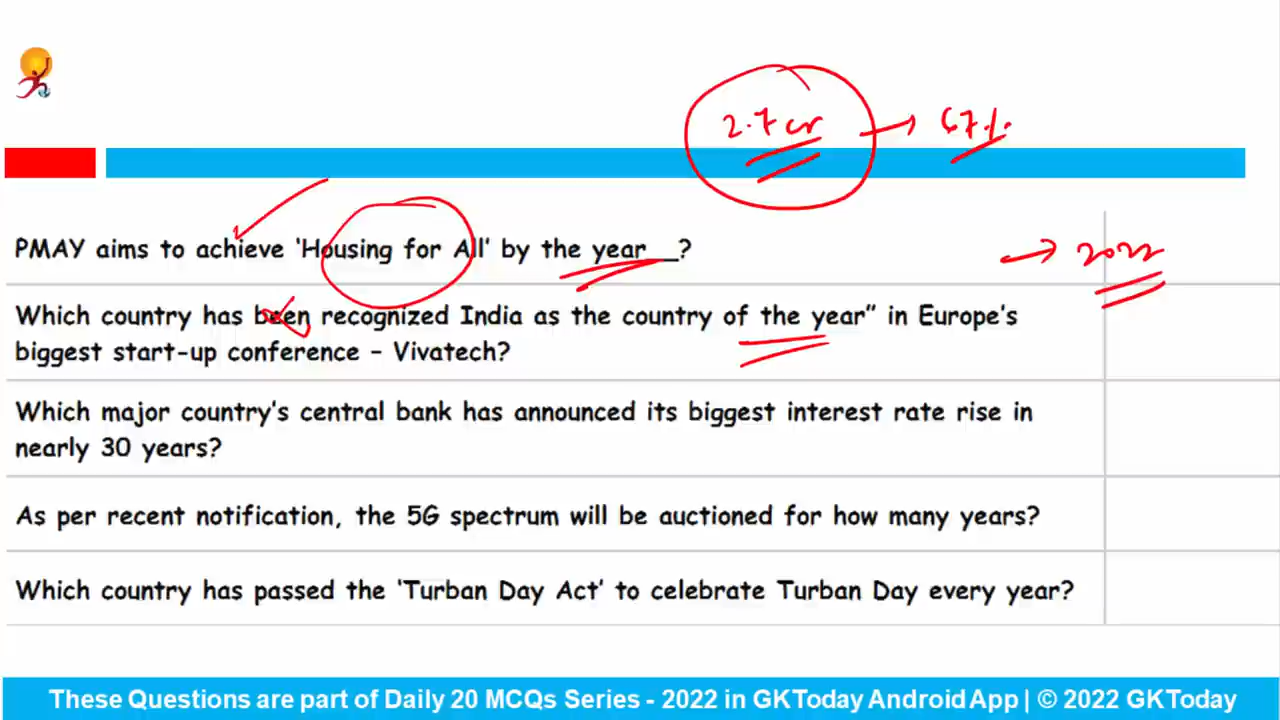 2.7 cr → 67%
PMAY aims to achieve 'Housing for All' by the year __?
→ 2022
Which country has been recognized India as the country of the year" in Europe's
biggest start-up conference - Vivatech?
Which major country's central bank has announced its biggest interest rate rise in
nearly 30 years?
As per recent notification, the 5G spectrum will be auctioned for how many years?
Which country has passed the 'Turban Day Act' to celebrate Turban Day every year?
These Questions are part of Daily 20 MCQs Series - 2022 in GKToday Android App | © 2022 GKToday